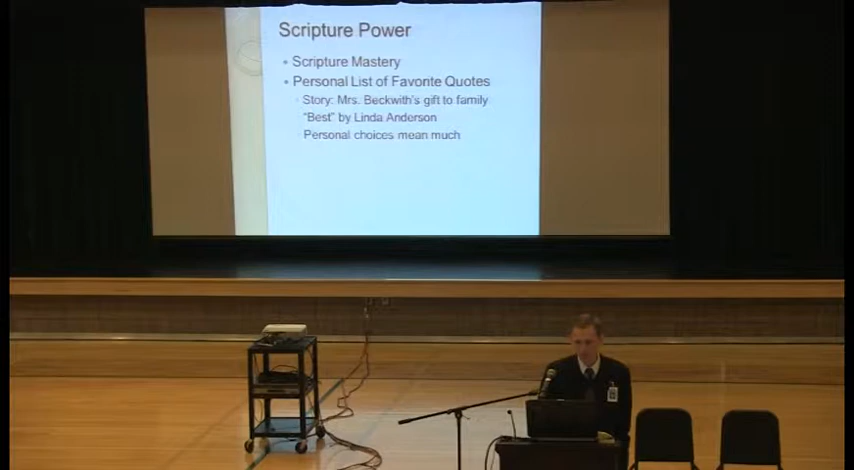 Scripture Power
• Scripture Mastery
• Personal List of Favorite Quotes
Story: Mrs. Beckwith's gift to family
"Best" by Linda Anderson
Personal choices mean much